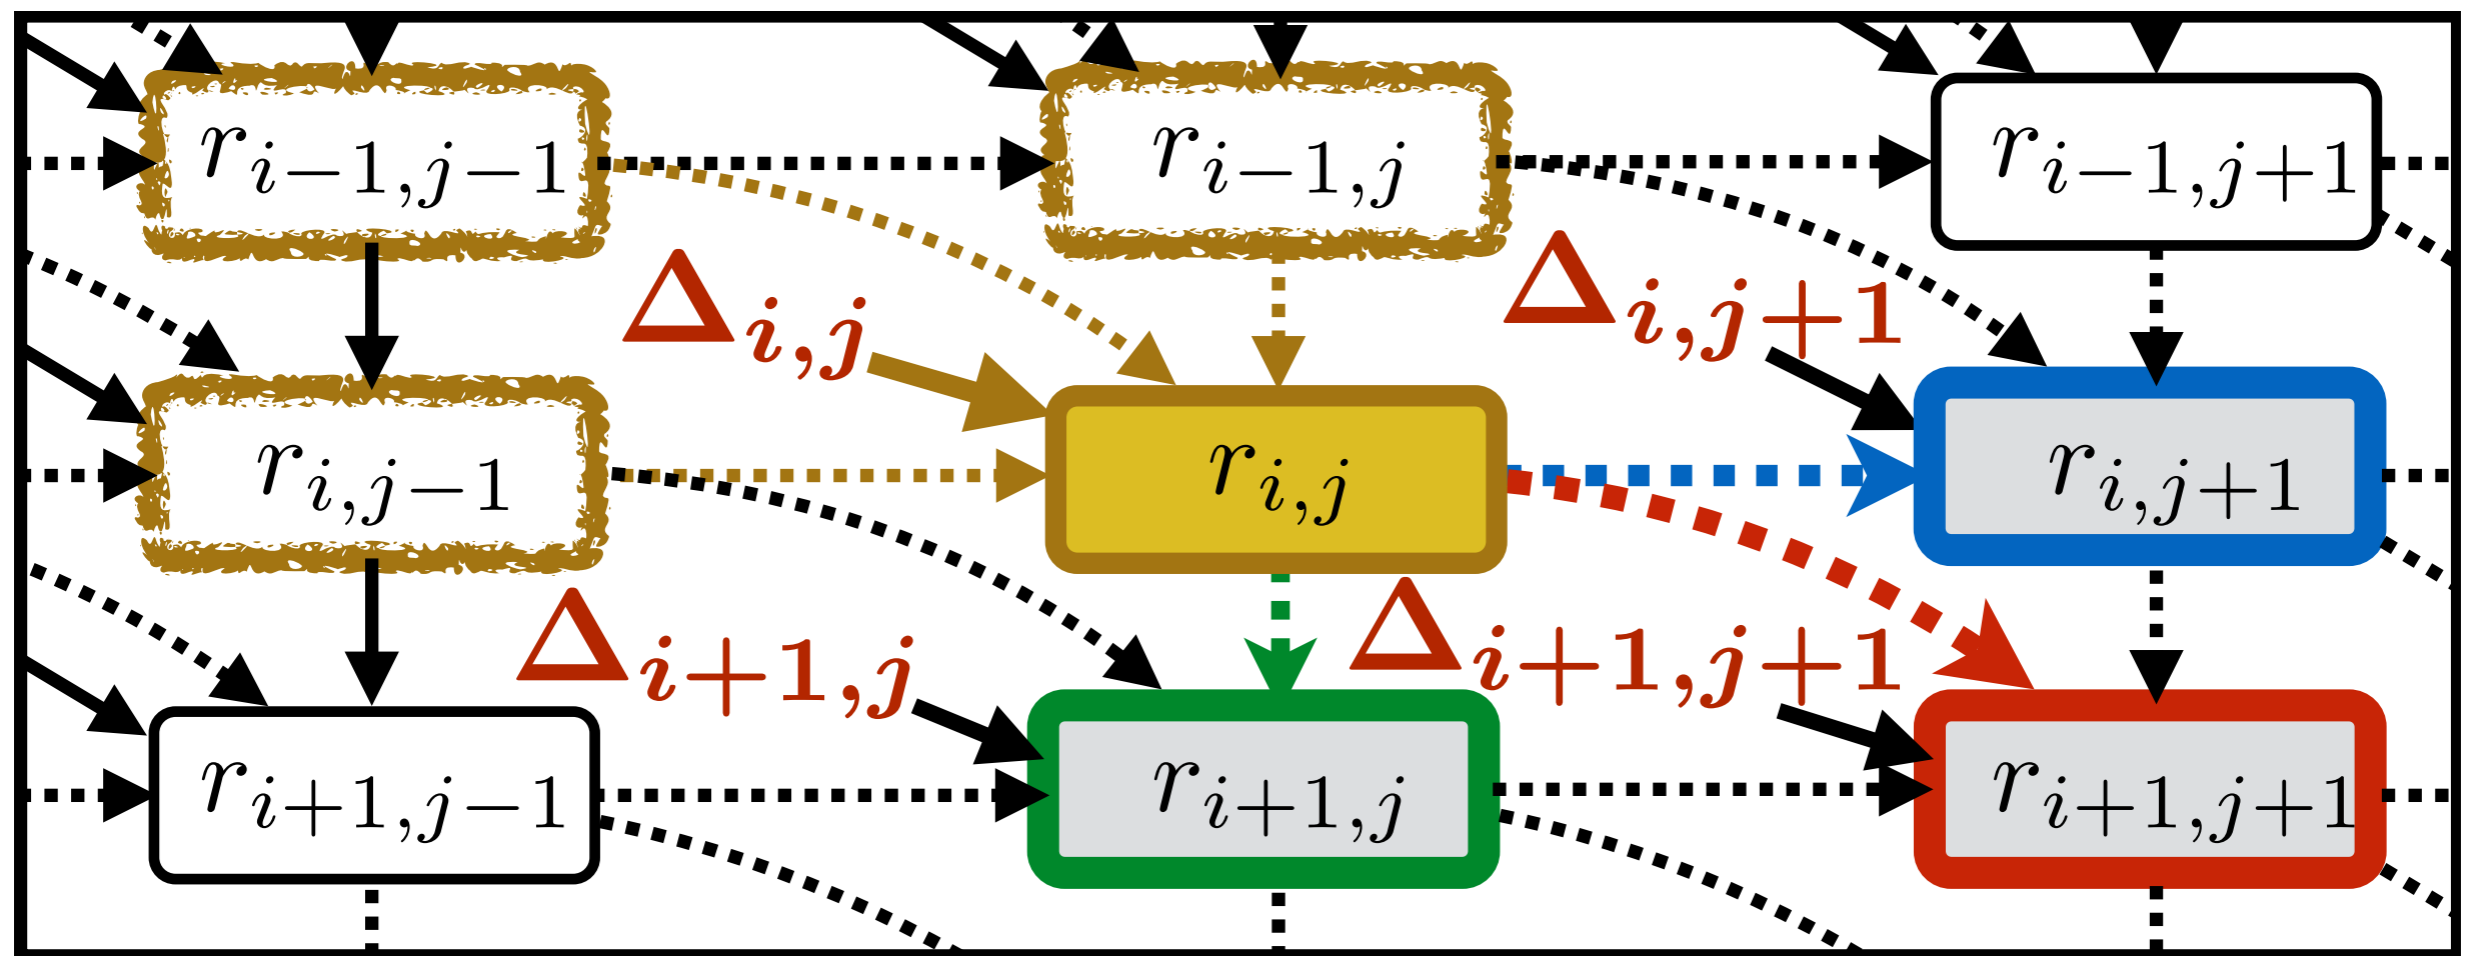 r_{i-1,j-1} r_{i-1,j} r_{i-1,j+1}
Δ_{i,j} Δ_{i,j+1}
r_{i,j-1} r_{i,j} r_{i,j+1}
Δ_{i+1,j} Δ_{i+1,j+1}
r_{i+1,j-1} r_{i+1,j} r_{i+1,j+1}